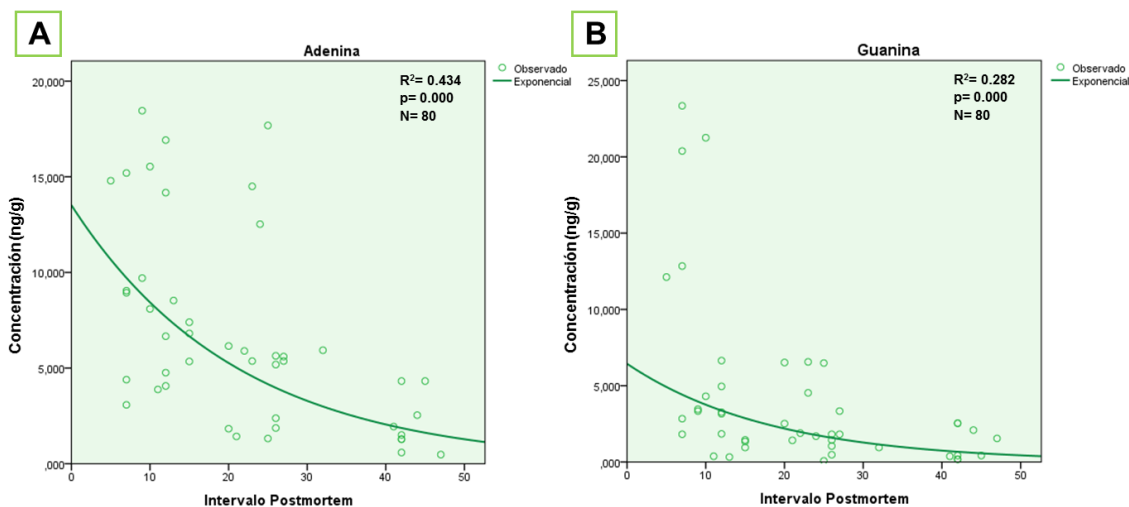 A
Adenina
Observado
Exponencial
R²= 0.434
p= 0.000
N= 80
20,000
15,000
10,000
5,000
,000
Concentración(ng/g)
0 10 20 30 40 50
Intervalo Postmortem
B
Guanina
Observado
Exponencial
R²= 0.282
p= 0.000
N= 80
25,000
20,000
15,000
10,000
5,000
,000
Concentración(ng/g)
0 10 20 30 40 50
Intervalo Postmortem